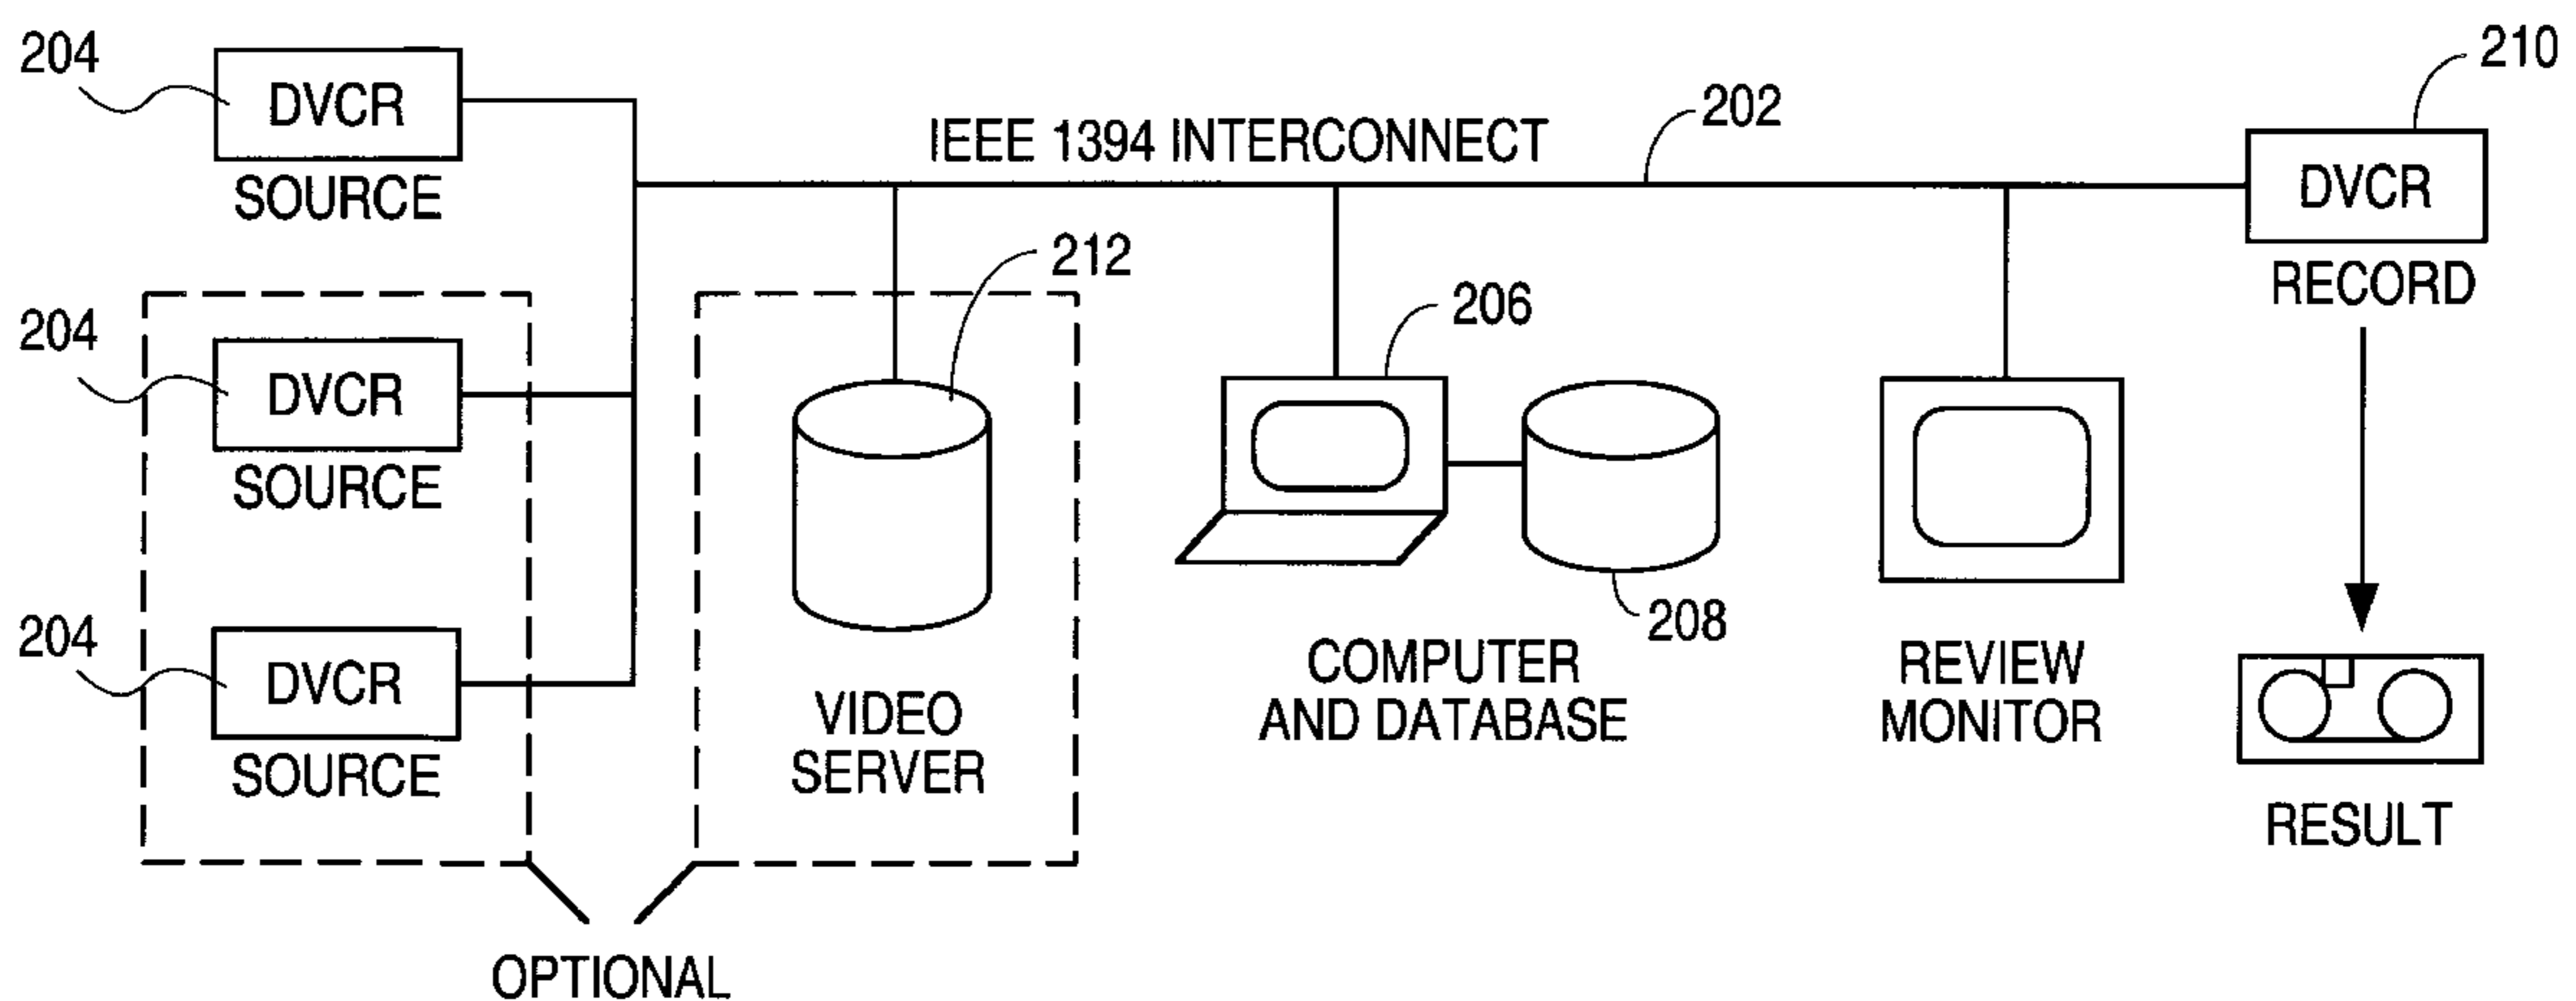 204
DVCR
SOURCE
204
DVCR
SOURCE
204
DVCR
SOURCE
IEEE 1394 INTERCONNECT
202
210
DVCR
RECORD
212
VIDEO
SERVER
206
208
COMPUTER
AND DATABASE
REVIEW
MONITOR
RESULT
OPTIONAL